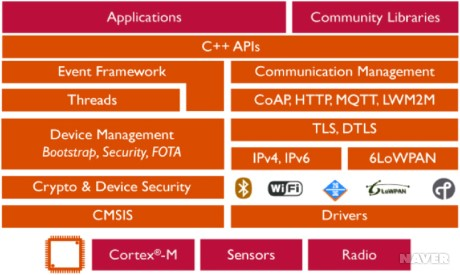 Applications
Community Libraries
C++ APIs
Event Framework
Communication Management
Threads
CoAP, HTTP, MQTT, LWM2M
Device Management
Bootstrap, Security, FOTA
TLS, DTLS
IPv4, IPv6
6LoWPAN
Crypto & Device Security
WiFi
6LoWPAN
CMSIS
Drivers
Cortex®-M
Sensors
Radio
NAVER